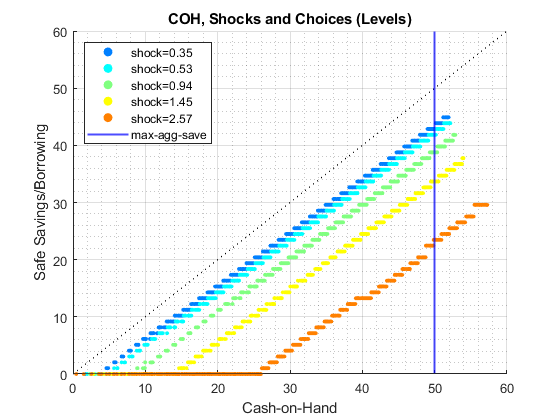 COH, Shocks and Choices (Levels)
60
50
40
30
20
10
0
Safe Savings/Borrowing
shock=0.35
shock=0.53
shock=0.94
shock=1.45
shock=2.57
max-agg-save
0 10 20 30 40 50 60
Cash-on-Hand